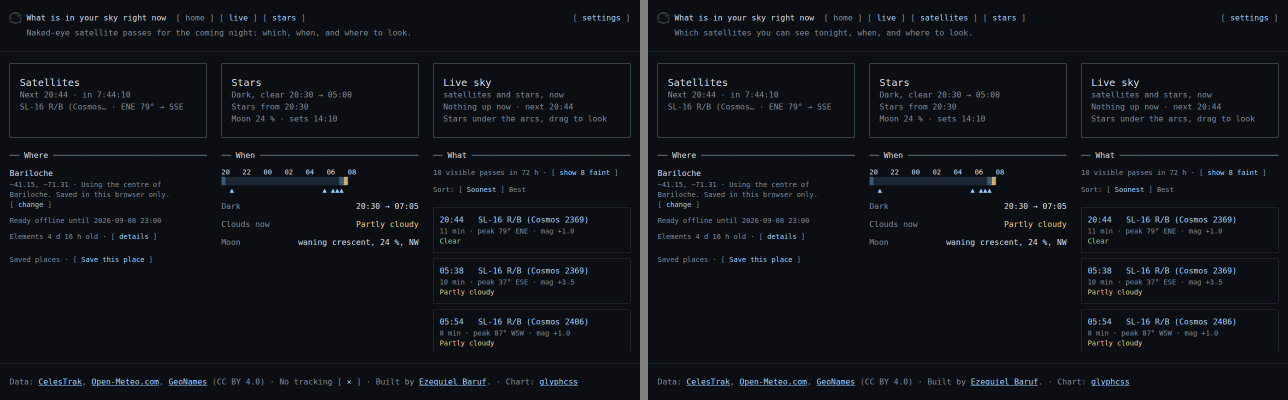 What is in your sky right now [ home ] [ live ] [ stars ] [ settings ]
Naked-eye satellite passes for the coming night: which, when, and where to look.
Satellites
Next 20:44 · in 7:44:10
SL-16 R/B (Cosmos… · ENE 79° → SSE
Stars
Dark, clear 20:30 → 05:00
Stars from 20:30
Moon 24 % · sets 14:10
Live sky
satellites and stars, now
Nothing up now · next 20:44
Stars under the arcs, drag to look
Where
Bariloche
−41.15, −71.31 · Using the centre of
Bariloche. Saved in this browser only.
[ change ]
Ready offline until 2026-09-08 23:00
Elements 4 d 16 h old · [ details ]
Saved places · [ Save this place ]
When
20 22 00 02 04 06 08
Dark 20:30 → 07:05
Clouds now Partly cloudy
Moon waning crescent, 24 %, NW
What
18 visible passes in 72 h · [ show 8 faint ]
Sort: [ Soonest ] Best
20:44 SL-16 R/B (Cosmos 2369)
11 min · peak 79° ENE · mag +1.0
Clear
05:38 SL-16 R/B (Cosmos 2369)
10 min · peak 37° ESE · mag +3.5
Partly cloudy
05:54 SL-16 R/B (Cosmos 2406)
8 min · peak 87° WSW · mag +1.0
Partly cloudy
Data: CelesTrak, Open-Meteo.com, GeoNames (CC BY 4.0) · No tracking [ × ] · Built by Ezequiel Baruf. · Chart: glyphcss
What is in your sky right now [ home ] [ live ] [ satellites ] [ stars ] [ settings ]
Which satellites you can see tonight, when, and where to look.
Satellites
Next 20:44 · in 7:44:10
SL-16 R/B (Cosmos… · ENE 79° → SSE
Stars
Dark, clear 20:30 → 05:00
Stars from 20:30
Moon 24 % · sets 14:10
Live sky
satellites and stars, now
Nothing up now · next 20:44
Stars under the arcs, drag to look
Where
Bariloche
−41.15, −71.31 · Using the centre of
Bariloche. Saved in this browser only.
[ change ]
Ready offline until 2026-09-08 23:00
Elements 4 d 16 h old · [ details ]
Saved places · [ Save this place ]
When
20 22 00 02 04 06 08
Dark 20:30 → 07:05
Clouds now Partly cloudy
Moon waning crescent, 24 %, NW
What
18 visible passes in 72 h · [ show 8 faint ]
Sort: [ Soonest ] Best
20:44 SL-16 R/B (Cosmos 2369)
11 min · peak 79° ENE · mag +1.0
Clear
05:38 SL-16 R/B (Cosmos 2369)
10 min · peak 37° ESE · mag +3.5
Partly cloudy
05:54 SL-16 R/B (Cosmos 2406)
8 min · peak 87° WSW · mag +1.0
Partly cloudy
Data: CelesTrak, Open-Meteo.com, GeoNames (CC BY 4.0) · Built by Ezequiel Baruf. · Chart: glyphcss